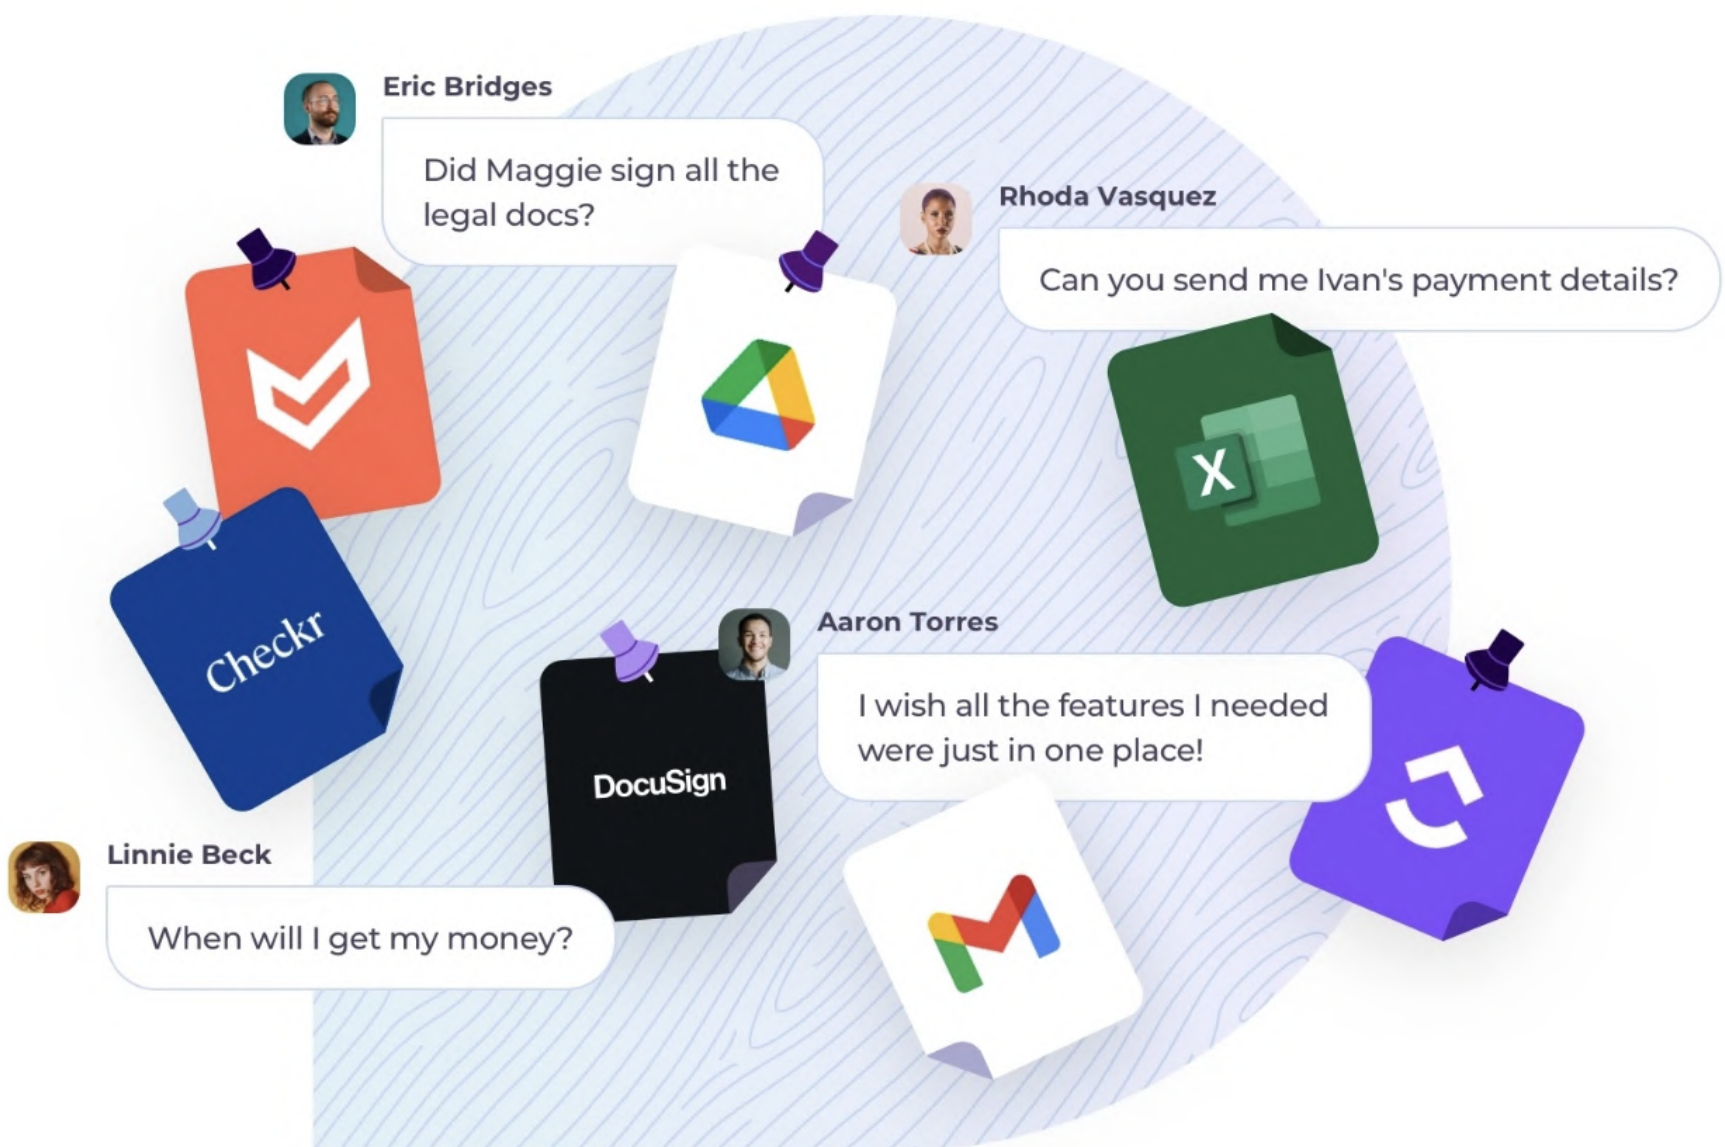 Eric Bridges
Did Maggie sign all the
legal docs?
Rhoda Vasquez
Can you send me Ivan's payment details?
X
Checkr
Aaron Torres
I wish all the features I needed
were just in one place!
DocuSign
Linnie Beck
When will I get my money?